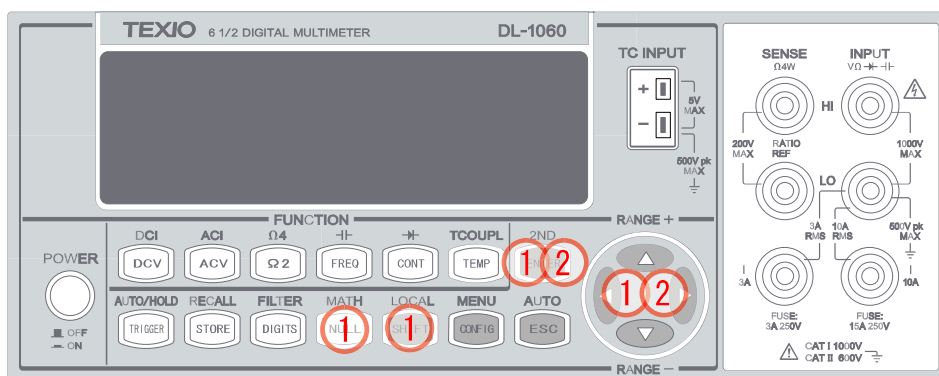 TEXIO 6 1/2 DIGITAL MULTIMETER DL-1060
TC INPUT
+
5V
MAX
−
500V pk
MAX
SENSE
Ω4W
INPUT
VΩ
HI
200V
MAX
RATIO
REF
1000V
MAX
LO
3A
RMS
10A
RMS
500V pk
MAX
3A
10A
FUSE:
3A 250V
FUSE:
15A 250V
CAT I 1000V
CAT II 600V
FUNCTION
DCI ACI Ω4 TCOUPL 2ND
POWER
DCV ACV Ω2 FREQ CONT TEMP 1 2
OFF
ON
AUTO/HOLD RECALL FILTER MATH LOCAL MENU AUTO
TRIGGER STORE DIGITS NULL 1 SHIFT 1 CONFIG ESC
RANGE +
1 2
RANGE −